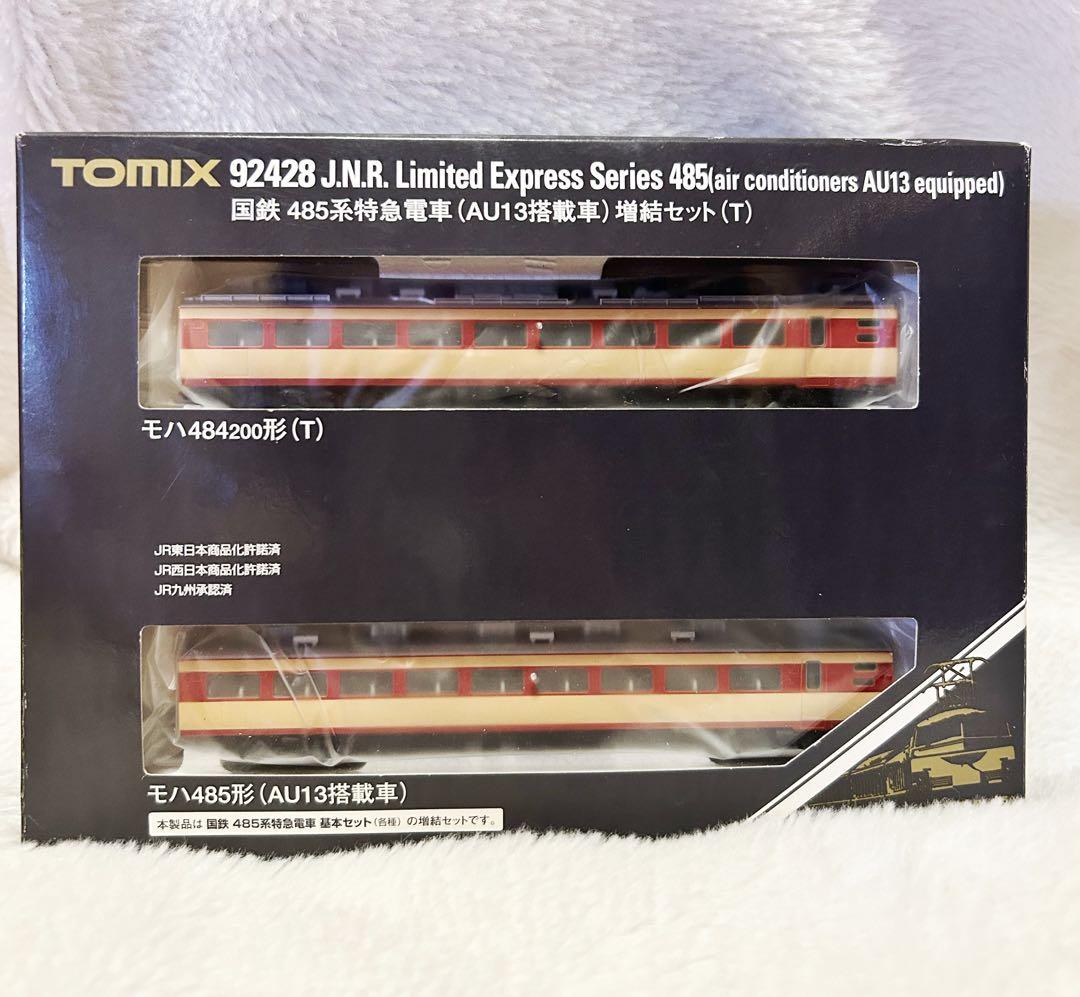 TOMIX 92428 J.N.R. Limited Express Series 485(air conditioners AU13 equipped)
国鉄 485系特急電車(AU13搭載車)増結セット(T)
モハ484200形(T)
JR東日本商品化許諾済
JR西日本商品化許諾済
JR九州承認済
モハ485形(AU13搭載車)
本製品は 国鉄 485系特急電車 基本セット(各種)の増結セットです。